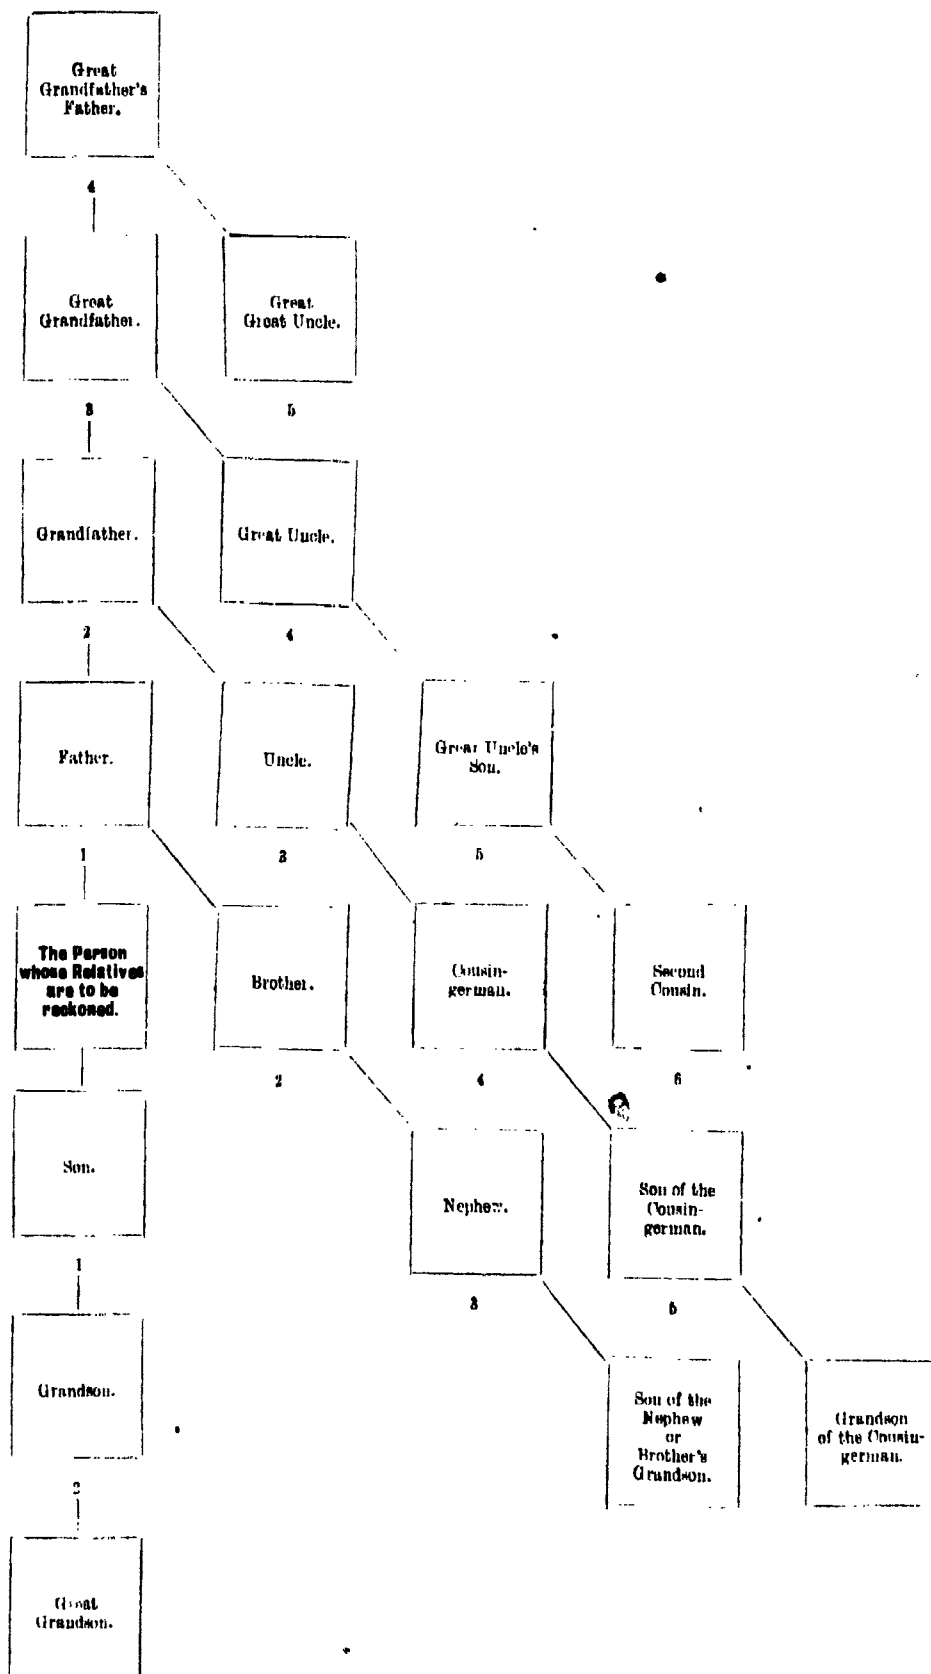 Great
Grandfather's
Father.
4
Great
Grandfather.
Great
Great Uncle.
3
5
Grandfather.
Great Uncle.
2
4
Father.
Uncle.
Great Uncle's
Son.
1
3
5
The Person
whose Relatives
are to be
reckoned.
Brother.
Cousin-
german.
Second
Cousin.
2
4
6
Son.
Nephew.
Son of the
Cousin-
german.
1
3
5
Grandson.
Son of the
Nephew
or
Brother's
Grandson.
Grandson
of the Cousin-
german.
2
Great
Grandson.